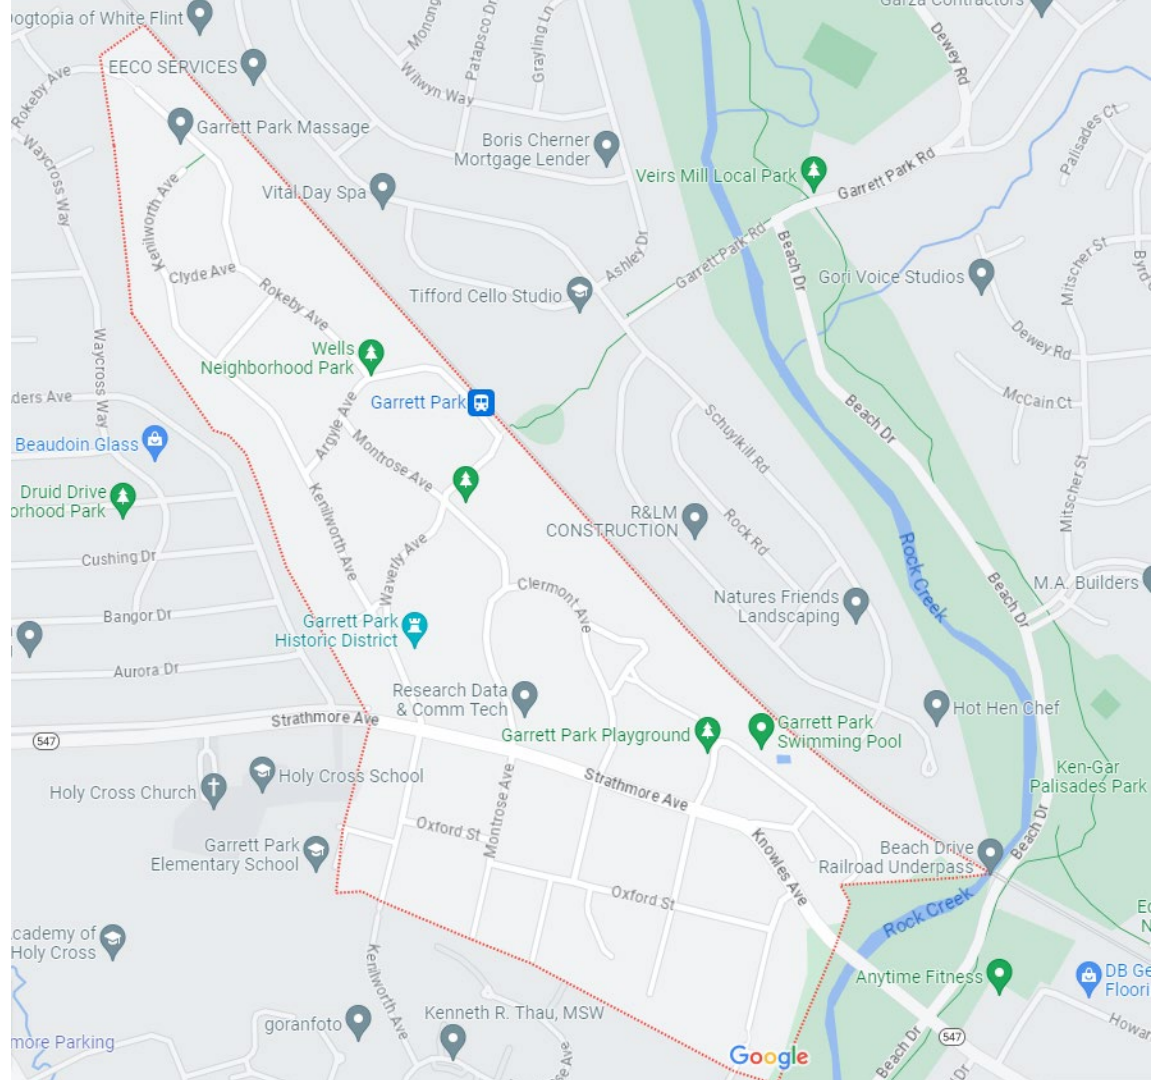 ogtopia of White Flint
Garza Contractors
EECO SERVICES
Rokeby Ave
Monong
Patapsco Dr
Grayling Ln
Wilwyn Way
Dewey Rd
Garrett Park Massage
Waycross Way
Boris Cherner
Mortgage Lender
Palisades Ct
Veirs Mill Local Park
Garrett Park Rd
Vital Day Spa
Kenilworth Ave
Clyde Ave
Ashley Dr
Garrett Park Rd
Beach Dr
Gori Voice Studios
Mitscher St
Byrd
Tifford Cello Studio
Rokeby Ave
Dewey Rd
Wells
Neighborhood Park
Waycross Way
Garrett Park
ders Ave
Argyle Ave
McCain Ct
Beach Dr
Schuylkill Rd
Beaudoin Glass
Montrose Ave
Druid Drive
orhood Park
Mitscher St
Kenilworth Ave
R&LM
CONSTRUCTION
Rock Rd
Cushing Dr
Waverly Ave
Rock Creek
M.A. Builders
Clermont Ave
Beach Dr
Natures Friends
Landscaping
Bangor Dr
Garrett Park
Historic District
Aurora Dr
Research Data
& Comm Tech
Hot Hen Chef
Strathmore Ave
Garrett Park Playground
Garrett Park
Swimming Pool
547
Ken-Gar
Palisades Park
Holy Cross School
Holy Cross Church
Strathmore Ave
Montrose Ave
Oxford St
Knowles Ave
Beach Dr
Garrett Park
Elementary School
Beach Drive
Railroad Underpass
Oxford St
Rock Creek
cademy of
Holy Cross
Kenilworth Ave
Anytime Fitness
DB Ge
Floori
goranfoto
Kenneth R. Thau, MSW
Howar
more Parking
Google
Beach Dr
547
se Ave
Dr